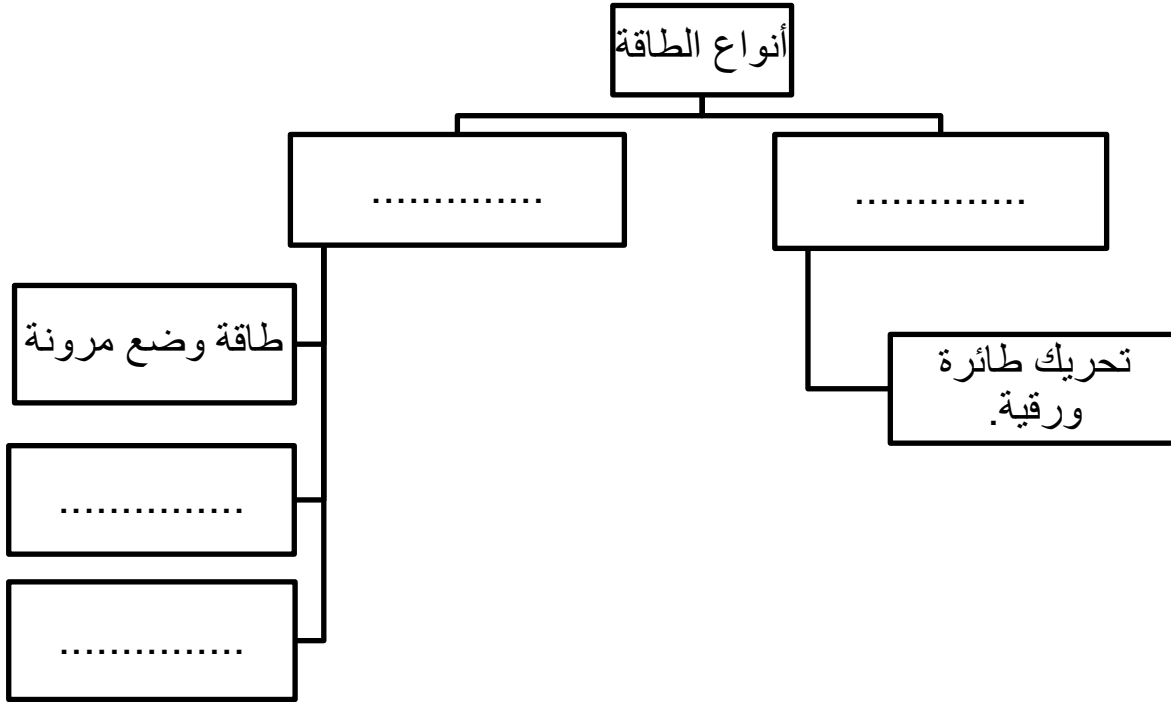 أنواع الطاقة
..............
..............
تحريك طائرة
ورقية.
طاقة وضع مرونة
...............
...............